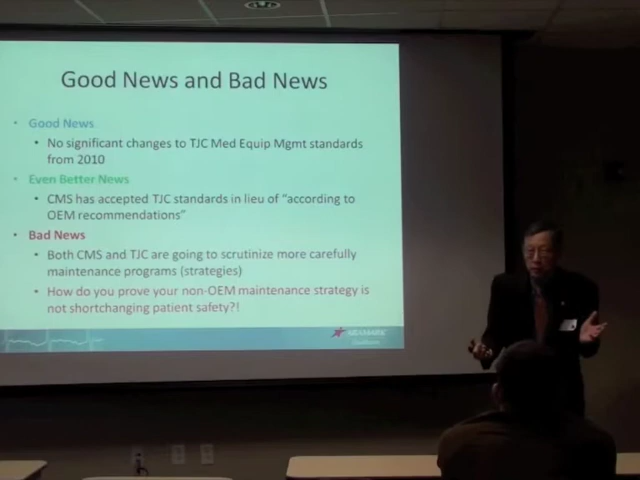 Good News and Bad News
• Good News
• No significant changes to TJC Med Equip Mgmt standards
from 2010
• Even Better News
• CMS has accepted TJC standards in lieu of "according to
OEM recommendations"
• Bad News
• Both CMS and TJC are going to scrutinize more carefully
maintenance programs (strategies)
• How do you prove your non-OEM maintenance strategy is
not shortchanging patient safety?!
ARAMARK